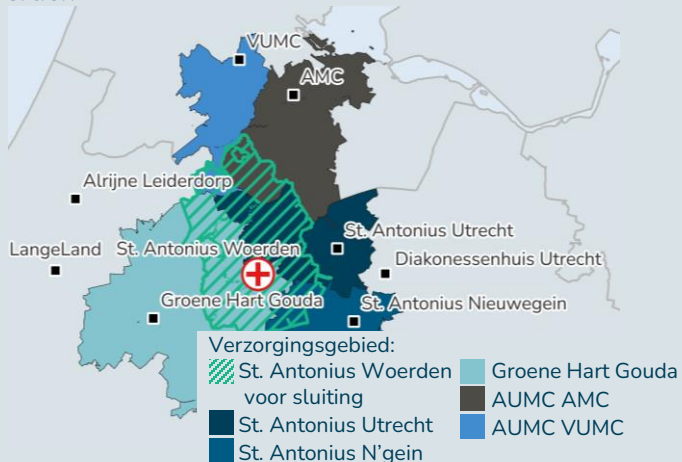 VUMC
AMC
Alrijne Leiderdorp
St. Antonius Utrecht
LangeLand
St. Antonius Woerden
Diakonessenhuis Utrecht
Groene Hart Gouda
St. Antonius Nieuwegein
Verzorgingsgebied:
St. Antonius Woerden
voor sluiting
St. Antonius Utrecht
St. Antonius N'gein
Groene Hart Gouda
AUMC AMC
AUMC VUMC